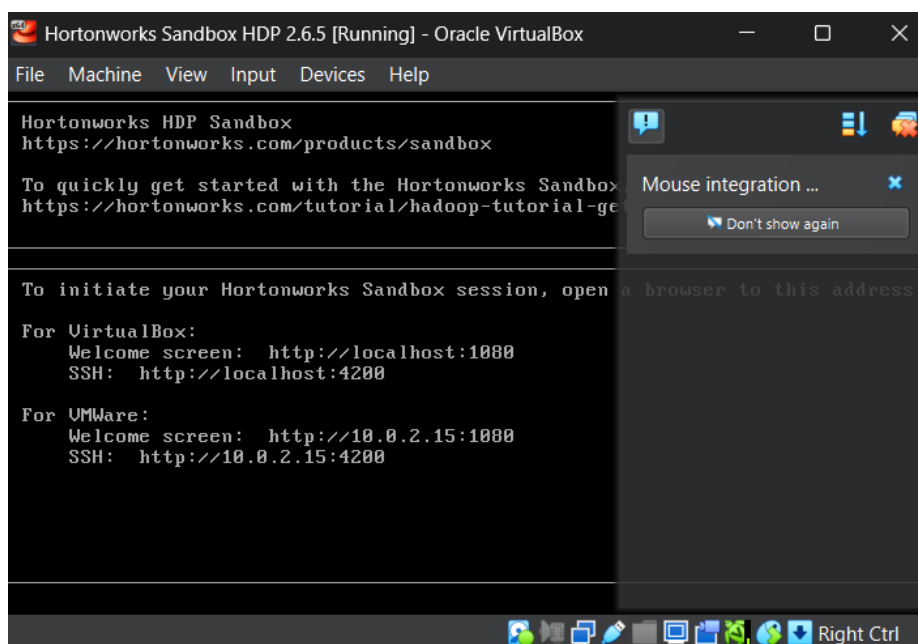 Hortonworks Sandbox HDP 2.6.5 [Running] - Oracle VirtualBox
File Machine View Input Devices Help
Hortonworks HDP Sandbox
https://hortonworks.com/products/sandbox
To quickly get started with the Hortonworks Sandbox
https://hortonworks.com/tutorial/hadoop-tutorial-ge
Mouse integration ...
Don't show again
To initiate your Hortonworks Sandbox session, open a browser to this address
For VirtualBox:
Welcome screen: http://localhost:1080
SSH: http://localhost:4200
For VMWare:
Welcome screen: http://10.0.2.15:1080
SSH: http://10.0.2.15:4200
Right Ctrl